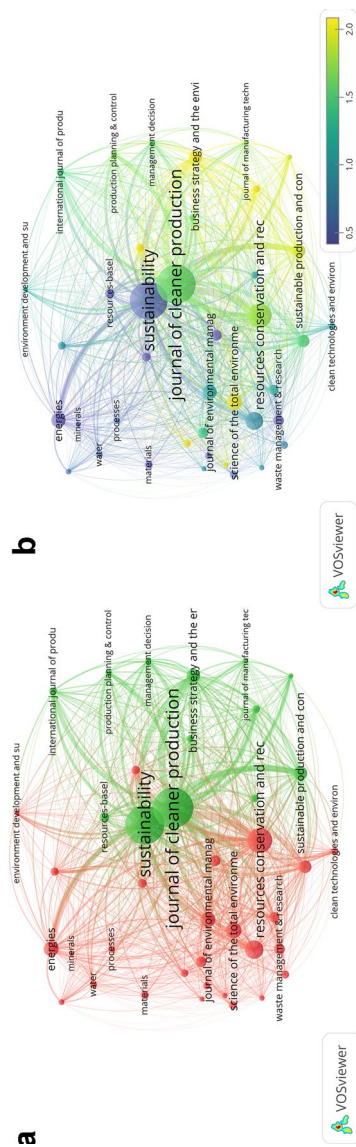 a
environment development and su
international journal of produ
energies
production planning & control
minerals
resources-basel
water
management decision
processes
sustainability
materials
journal of cleaner production
business strategy and the er
journal of environmental manag
journal of manufacturing tec
science of the total environme
resources conservation and rec
waste management & research
sustainable production and con
clean technologies and environ
VOSviewer
b
environment development and su
international journal of produ
energies
production planning & control
minerals
resources-basel
water
management decision
processes
sustainability
materials
journal of cleaner production
business strategy and the envi
journal of environmental manag
journal of manufacturing techn
science of the total environme
resources conservation and rec
waste management & research
sustainable production and con
clean technologies and environ
VOSviewer
0.5
1.0
1.5
2.0